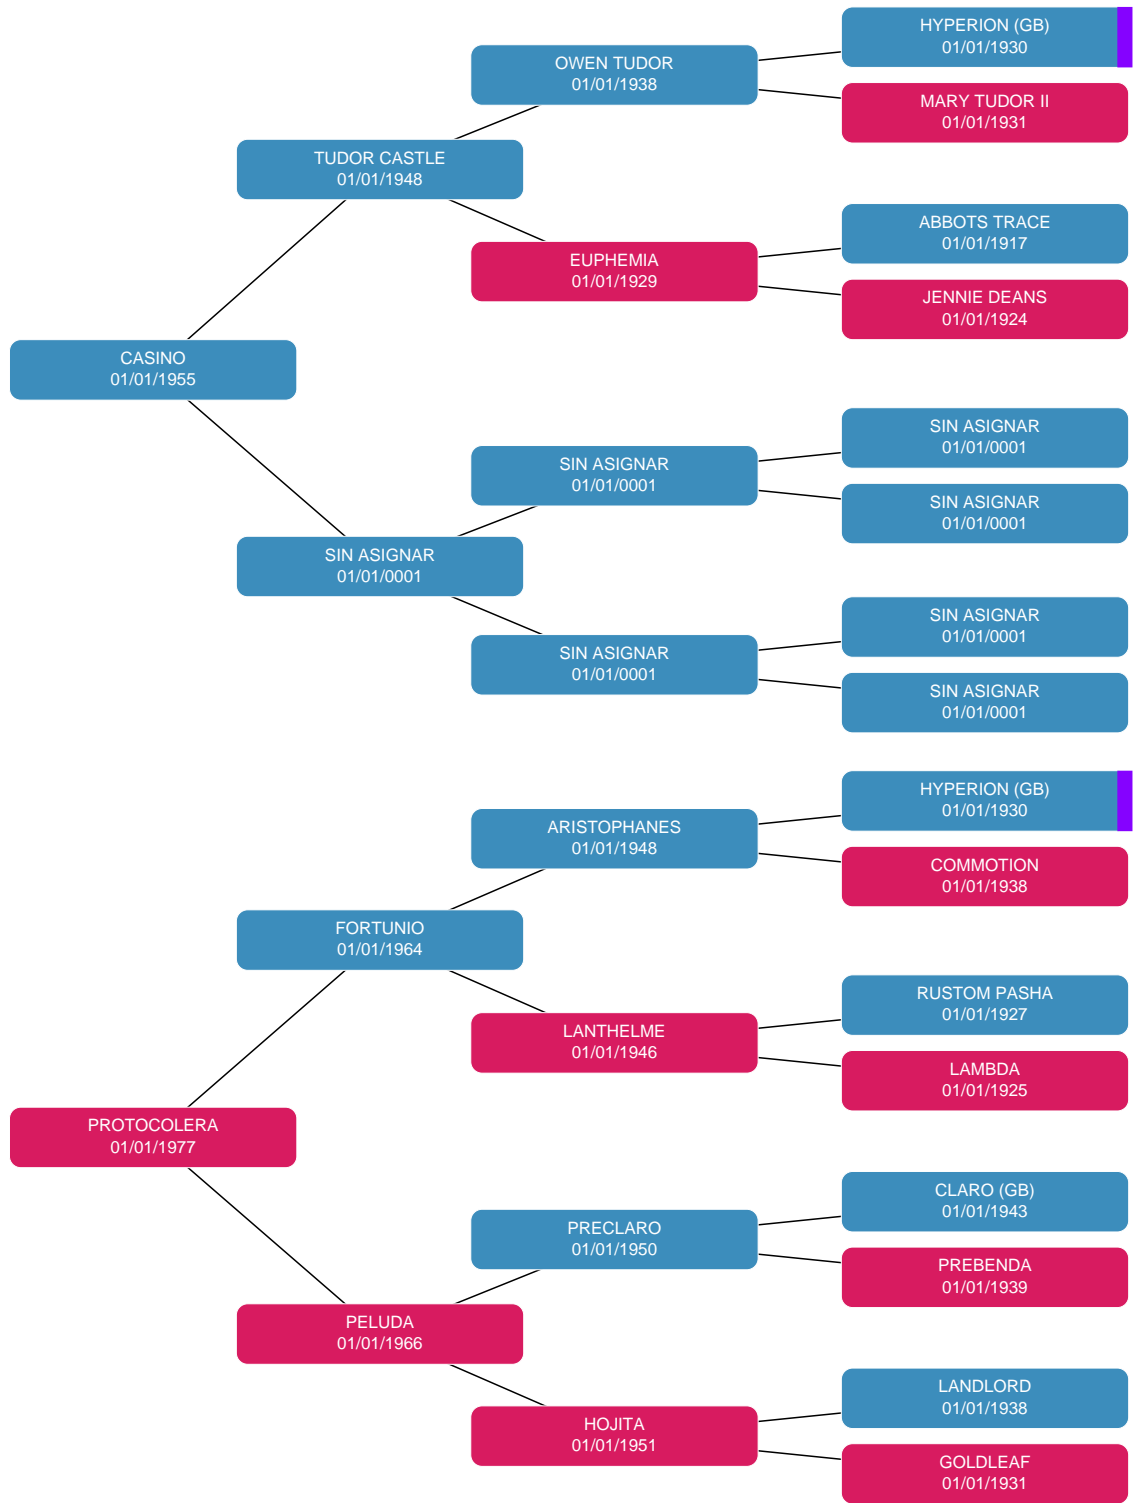 HYPERION (GB)
01/01/1930
OWEN TUDOR
01/01/1938
MARY TUDOR II
01/01/1931
TUDOR CASTLE
01/01/1948
ABBOTS TRACE
01/01/1917
EUPHEMIA
01/01/1929
JENNIE DEANS
01/01/1924
CASINO
01/01/1955
SIN ASIGNAR
01/01/0001
SIN ASIGNAR
01/01/0001
SIN ASIGNAR
01/01/0001
SIN ASIGNAR
01/01/0001
SIN ASIGNAR
01/01/0001
SIN ASIGNAR
01/01/0001
SIN ASIGNAR
01/01/0001
HYPERION (GB)
01/01/1930
ARISTOPHANES
01/01/1948
COMMOTION
01/01/1938
FORTUNIO
01/01/1964
RUSTOM PASHA
01/01/1927
LANTHELME
01/01/1946
LAMBDA
01/01/1925
PROTOCOLERA
01/01/1977
CLARO (GB)
01/01/1943
PRECLARO
01/01/1950
PREBENDA
01/01/1939
PELUDA
01/01/1966
LANDLORD
01/01/1938
HOJITA
01/01/1951
GOLDLEAF
01/01/1931